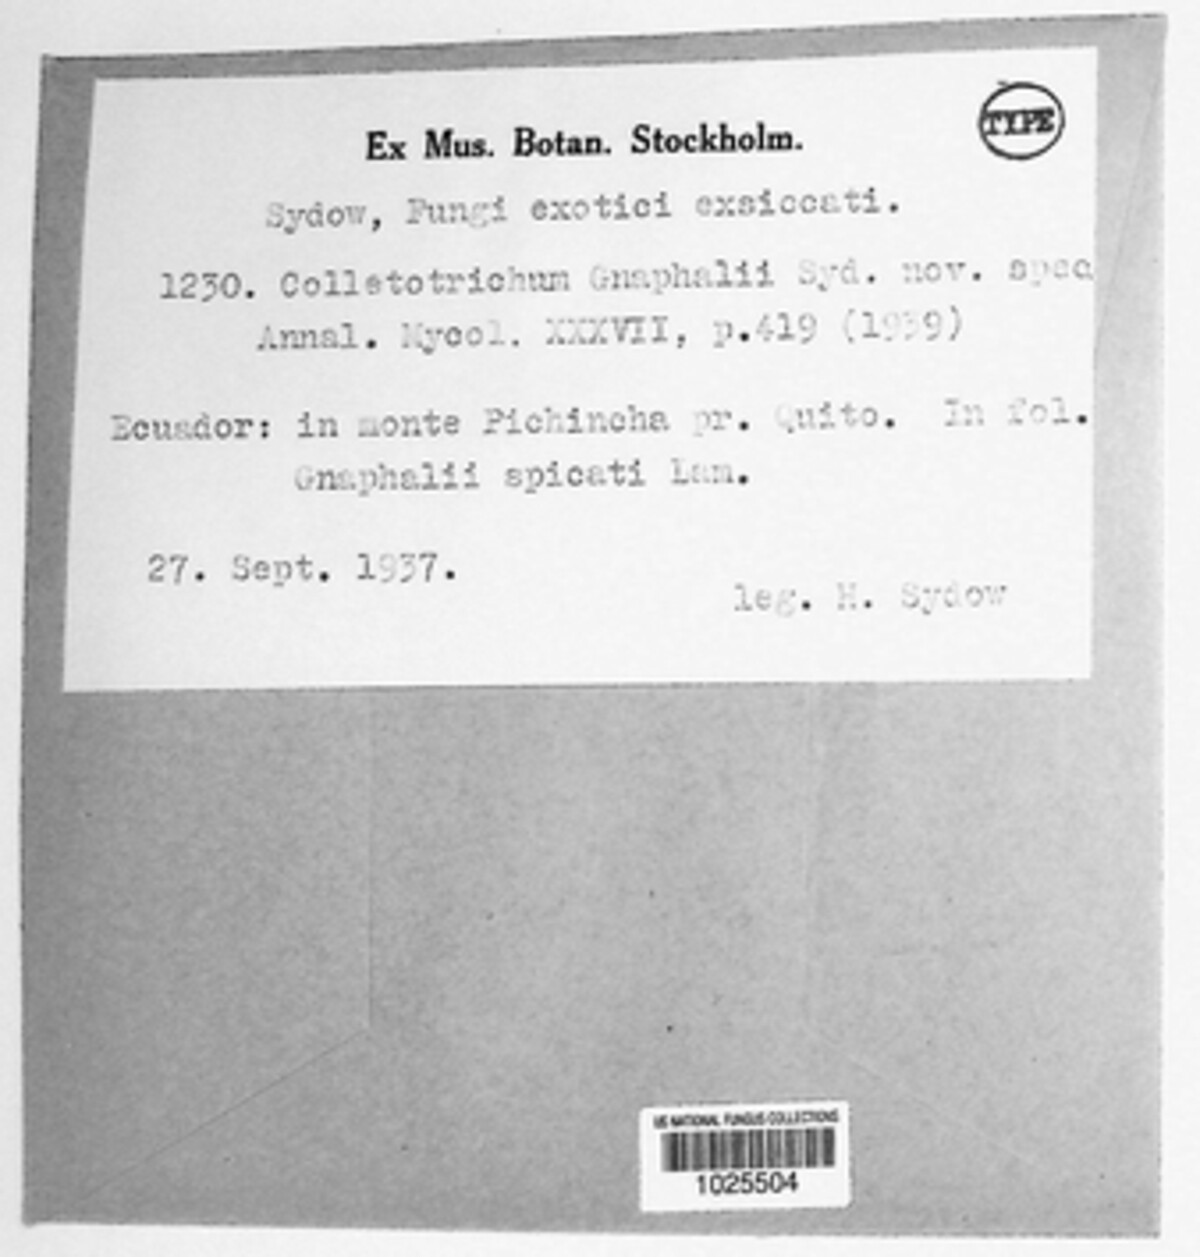 TYPE
Ex Mus. Botan. Stockholm.
Sydow, Fungi exotici exsiccati.
1230. Colletotrichum Gnaphalii Syd. nov. spec
Annal. Mycol. XXXVII, p.419 (1939)
Ecuador: in monte Pichincha pr. Quito. In fol.
Gnaphalii spicati Lam.
27. Sept. 1937.
leg. H. Sydow
US NATIONAL FUNGUS COLLECTIONS
1025504